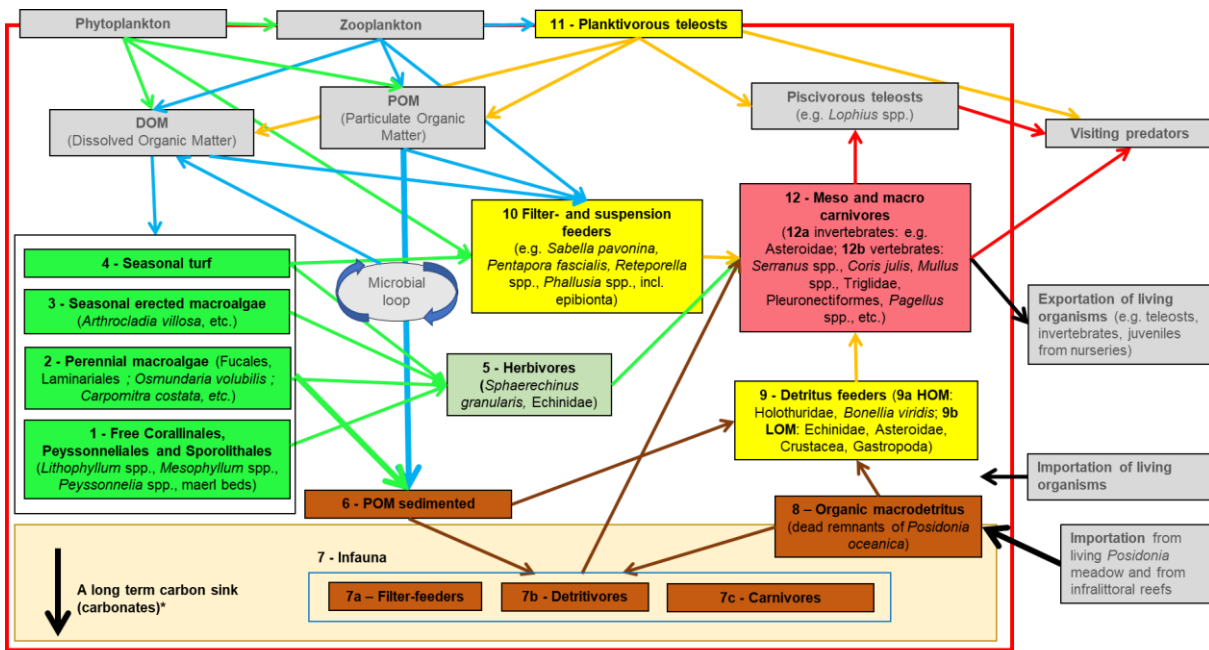 Phytoplankton
Zooplankton
11 - Planktivorous teleosts
DOM
(Dissolved Organic Matter)
POM
(Particulate Organic
Matter)
Piscivorous teleosts
(e.g. Lophius spp.)
Visiting predators
4 - Seasonal turf
3 - Seasonal erected macroalgae
(Arthrocladia villosa, etc.)
2 - Perennial macroalgae (Fucales,
Laminariales ; Osmundaria volubilis ;
Carpomitra costata, etc.)
1 - Free Corallinales,
Peyssonneliales and Sporolithales
(Lithophyllum spp., Mesophyllum spp.,
Peyssonnelia spp., maerl beds)
Microbial
loop
10 Filter- and suspension
feeders
(e.g. Sabella pavonina,
Pentapora fascialis, Reteporella
spp., Phallusia spp., incl.
epibionta)
5 - Herbivores
(Sphaerechinus
granularis, Echinidae)
12 - Meso and macro
carnivores
(12a invertebrates: e.g.
Asteroidae; 12b vertebrates:
Serranus spp., Coris julis, Mullus
spp., Triglidae,
Pleuronectiformes, Pagellus
spp., etc.)
Exportation of living
organisms (e.g. teleosts,
invertebrates, juveniles
from nurseries)
9 - Detritus feeders (9a HOM:
Holothuridae, Bonellia viridis; 9b
LOM: Echinidae, Asteroidae,
Crustacea, Gastropoda)
Importation of living
organisms
6 - POM sedimented
8 – Organic macrodetritus
(dead remnants of Posidonia
oceanica)
Importation from
living Posidonia
meadow and from
infralittoral reefs
7 - Infauna
7a – Filter-feeders
7b - Detritivores
7c - Carnivores
A long term carbon sink
(carbonates)*